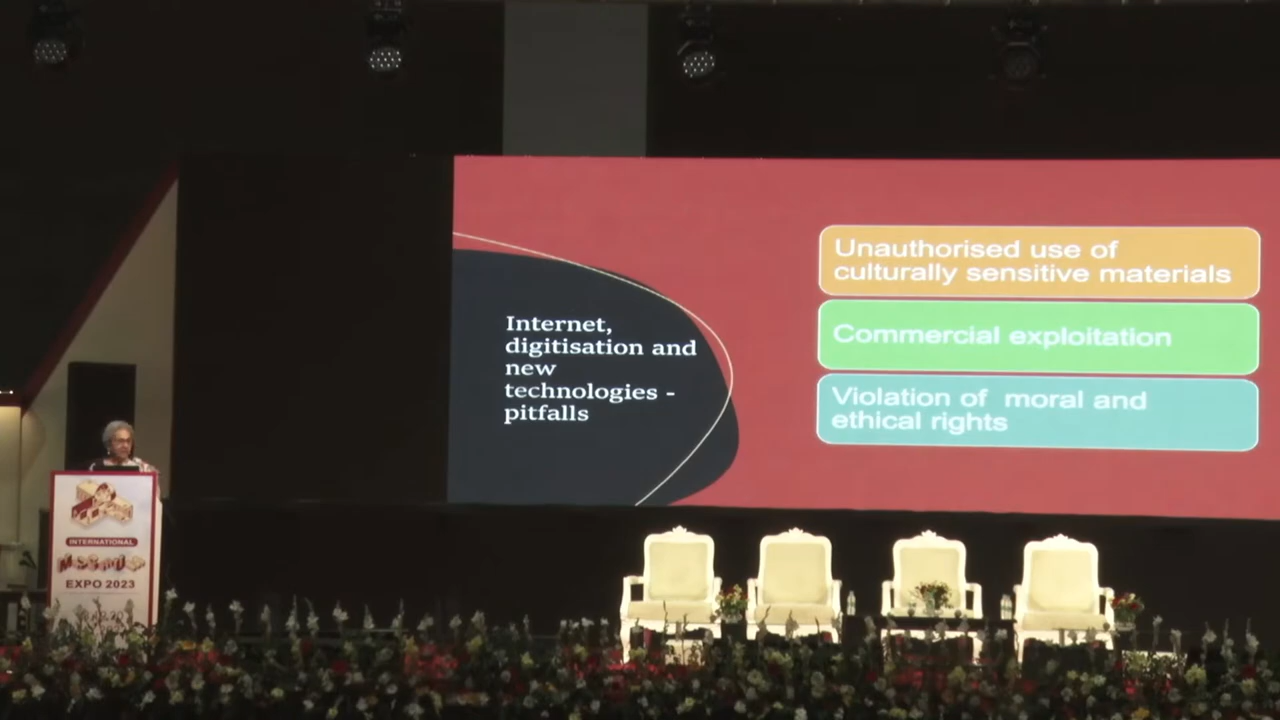 Internet,
digitisation and
new
technologies -
pitfalls
Unauthorised use of
culturally sensitive materials
Commercial exploitation
Violation of  moral and
ethical rights
INTERNATIONAL
EXPO 2023